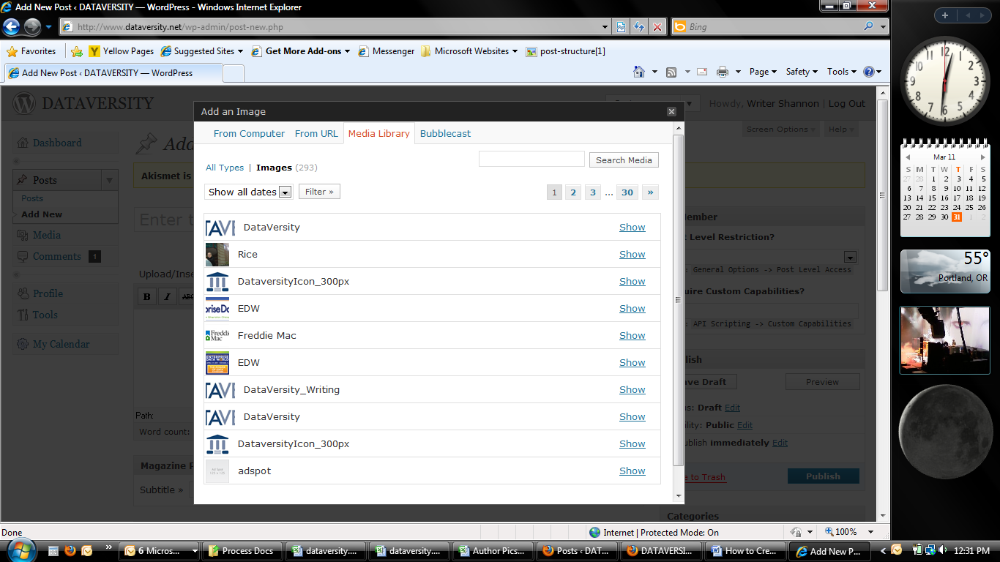 Add New Post ‹ DATAVERSITY — WordPress - Windows Internet Explorer
http://www.dataversity.net/wp-admin/post-new.php
Bing
Favorites
Yellow Pages
Suggested Sites
Get More Add-ons
Messenger
Microsoft Websites
post-structure[1]
Add New Post ‹ DATAVERSITY — WordPress
Page
Safety
Tools
DATAVERSITY
Howdy, Writer Shannon | Log Out
Screen Options
Help
Dashboard
Posts
Posts
Add New
Media
Comments 1
Profile
Tools
My Calendar
Akismet is
Enter t
Upload/Inse
B I ABC
Path:
Word count:
Magazine P
Subtitle »
Add an Image
From Computer
From URL
Media Library
Bubblecast
All Types | Images (293)
Search Media
Show all dates
Filter »
1 2 3 ... 30 »
DataVersity Show
Rice Show
DataversityIcon_300px Show
EDW Show
Freddie Mac Show
EDW Show
DataVersity_Writing Show
DataVersity Show
DataversityIcon_300px Show
adspot Show
ember
Level Restriction?
: General Options -> Post Level Access
uire Custom Capabilities?
: API Scripting -> Custom Capabilities
lish
ve Draft
Preview
s: Draft Edit
ility: Public Edit
publish immediately Edit
e to Trash
Publish
Categories
Mar 11
S M T W T F S
27 28 1 2 3 4 5
6 7 8 9 10 11 12
13 14 15 16 17 18 19
20 21 22 23 24 25 26
27 28 29 30 31 1 2
55°
Portland, OR
Done
Internet | Protected Mode: On
100%
6 Micros...
Process Docs
dataversity....
dataversity....
Author Pics...
Posts ‹ DAT...
DATAVERSI...
How to Cre...
Add New P...
12:31 PM